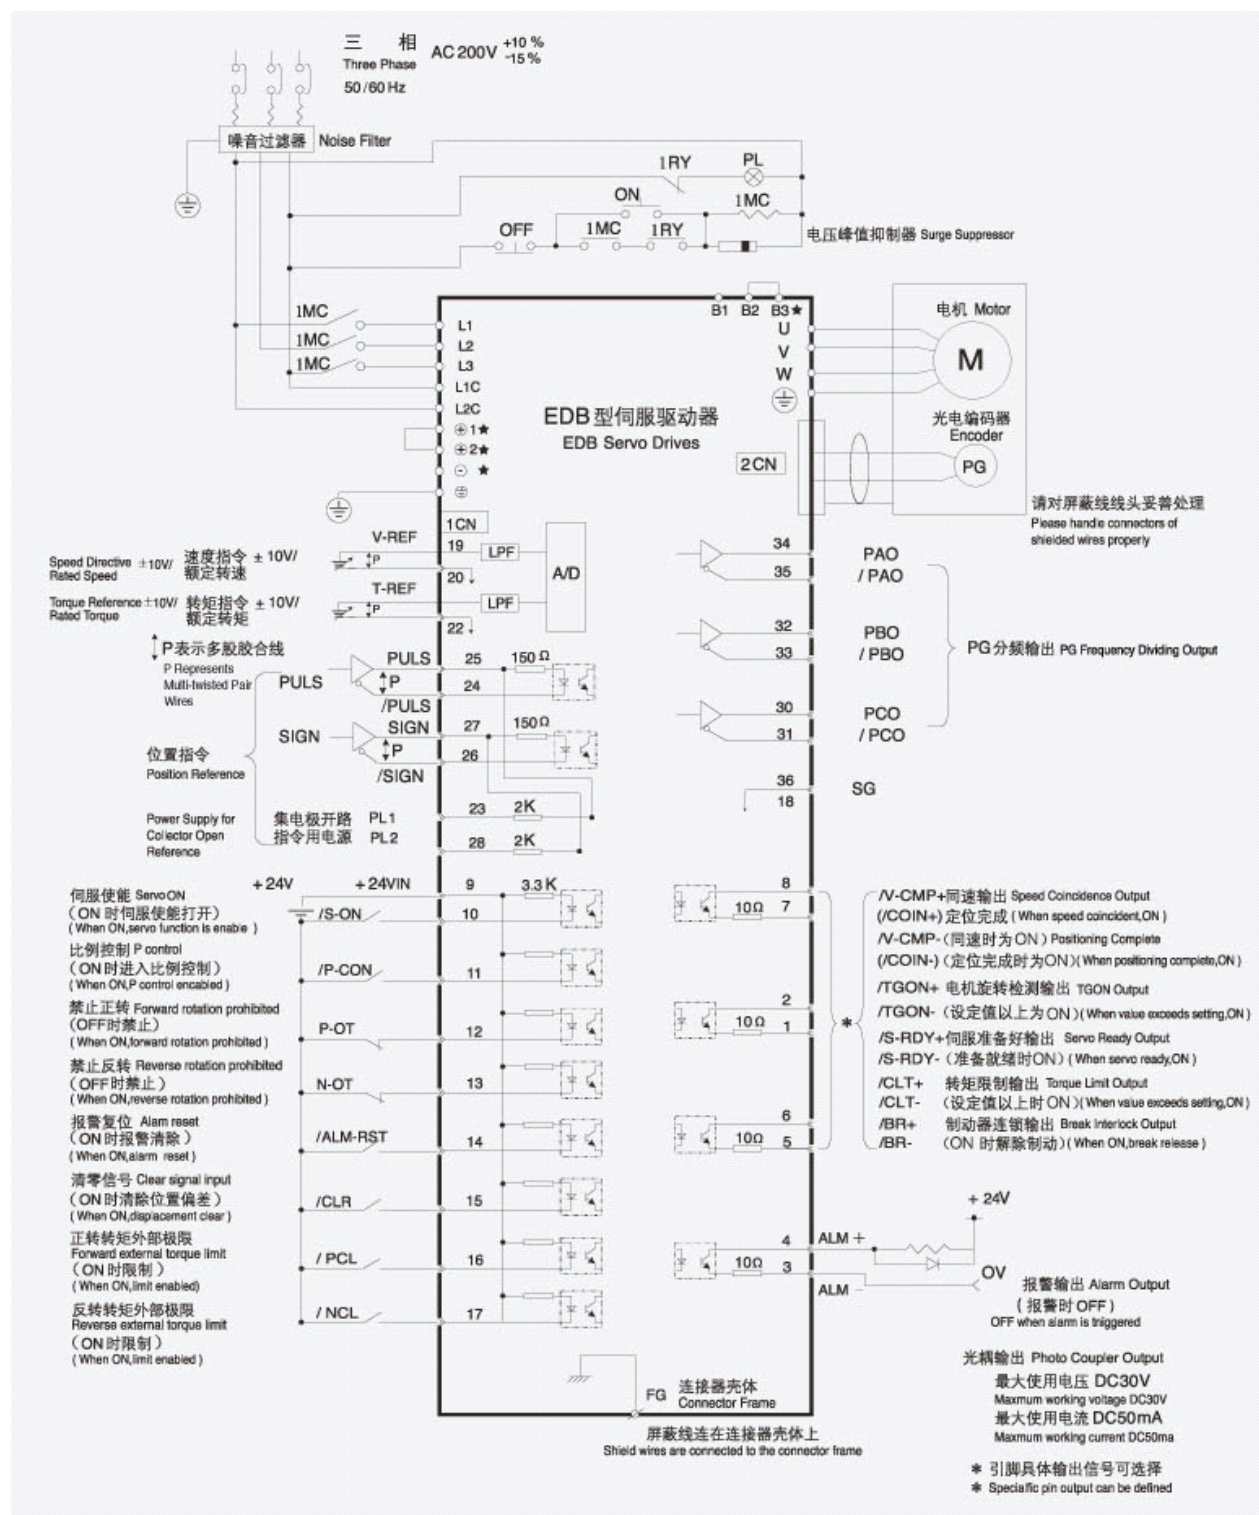 三 相 AC 200V +10 % -15 %
Three Phase
50/60 Hz
噪音过滤器 Noise Filter
1RY PL
ON 1MC
OFF 1MC 1RY
电压峰值抑制器 Surge Suppressor
B1 B2 B3★
1MC L1
1MC L2
1MC L3
L1C
L2C
⊕1★
⊕2★
⊖ ★
U
V
W
电机 Motor
M
EDB 型伺服驱动器
EDB Servo Drives
光电编码器
Encoder
PG
2CN
请对屏蔽线线头妥善处理
Please handle connectors of
shielded wires properly
1CN
V-REF 19 LPF
Speed Directive ±10V/
Rated Speed
速度指令 ± 10V/
额定转速
P
20
A/D
T-REF LPF
Torque Reference ±10V/
Rated Torque
转矩指令 ± 10V/
额定转矩
P
22
P表示多股胶合线
P Represents
Multi-twisted Pair
Wires
PULS
PULS 25 150 Ω
P 24
/PULS
SIGN
SIGN 27 150 Ω
P 26
/SIGN
位置指令
Position Reference
Power Supply for
Collector Open
Reference
集电极开路 PL1 23 2K
指令用电源 PL2 28 2K
34 PAO
35 / PAO
32 PBO
33 / PBO
30 PCO
31 / PCO
PG分频输出 PG Frequency Dividing Output
36 SG
18
+ 24V +24VIN 9 3.3 K
伺服使能 Servo ON
(ON 时伺服使能打开)
( When ON,servo function is enable )
/S-ON 10
比例控制 P control
(ON时进入比例控制)
( When ON,P control encabled )
/P-CON 11
禁止正转 Forward rotation prohibited
(OFF时禁止)
( When ON,forward rotation prohibited )
P-OT 12
禁止反转 Reverse rotation prohibited
(OFF时禁止)
( When ON,reverse rotation prohibited )
N-OT 13
报警复位 Alam reset
(ON时报警清除)
( When ON,alarm reset )
/ALM-RST 14
清零信号 Clear signal input
(ON时清除位置偏差)
( When ON,displacement clear )
/CLR 15
正转转矩外部极限
Forward external torque limit
(ON时限制)
( When ON,limit enabled)
/ PCL 16
反转转矩外部极限
Reverse external torque limit
(ON时限制)
( When ON,limit enabled )
/ NCL 17
8
10Ω 7
2
10Ω 1
6
10Ω 5
*
/V-CMP+同速输出 Speed Coincidence Output
(/COIN+) 定位完成 ( When speed coincident,ON )
/V-CMP-(同速时为ON) Positioning Complete
(/COIN-) (定位完成时为ON)( When positioning complete,ON )
/TGON+ 电机旋转检测输出 TGON Output
/TGON- (设定值以上为ON)( When value exceeds setting,ON )
/S-RDY+伺服准备好输出 Servo Ready Output
/S-RDY- (准备就绪时ON) ( When servo ready,ON )
/CLT+ 转矩限制输出 Torque Limit Output
/CLT- (设定值以上时ON)( When value exceeds setting,ON )
/BR+ 制动器连锁输出 Break Interlock Output
/BR- (ON 时解除制动) ( When ON,break release )
+ 24V
4 ALM +
10Ω 3
ALM −
OV
报警输出 Alarm Output
(报警时OFF)
OFF when alarm is tniggered
光耦输出 Photo Coupler Output
最大使用电压 DC30V
Maxmum working voltage DC30V
最大使用电流 DC50mA
Maxmum working current DC50ma
* 引脚具体输出信号可选择
* Specialfic pin output can be defined
FG
连接器壳体
Connector Frame
屏蔽线连在连接器壳体上
Shield wires are connected to the connector frame